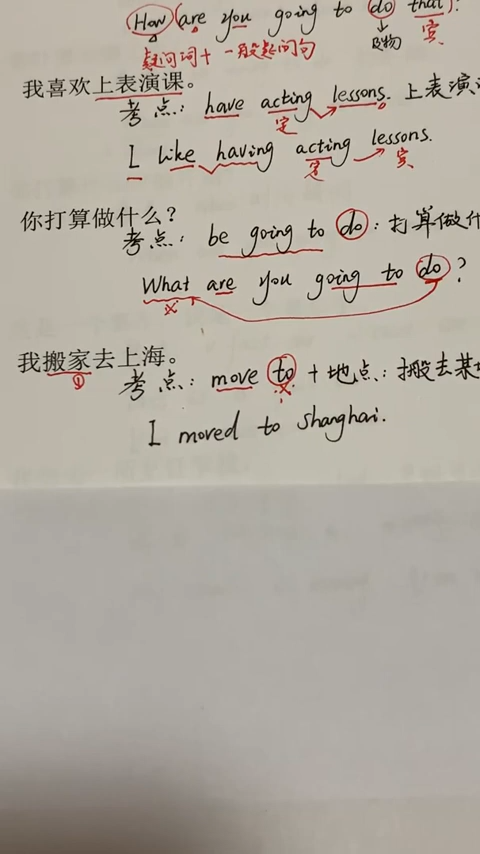 How (are you going to do that)?
及物 宾
疑问词+一般疑问句
我喜欢上表演课。
考点: have acting lessons. 上表演
定
I like having acting lessons.
定 宾
你打算做什么?
考点: be going to do: 打算做什
What are you going to do?
我搬家去上海。
① 考点: move to + 地点: 搬去某
I moved to Shanghai.